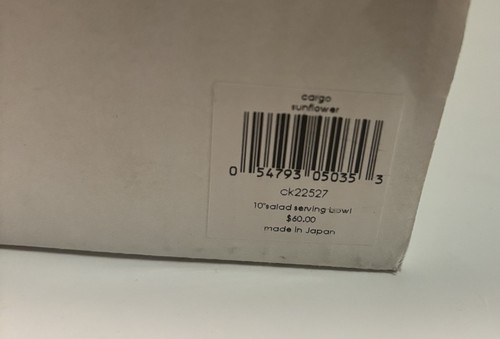 cargo
sunflower
0 54793 05035 3
ck22527
10"salad serving bowl
$60.00
made in Japan